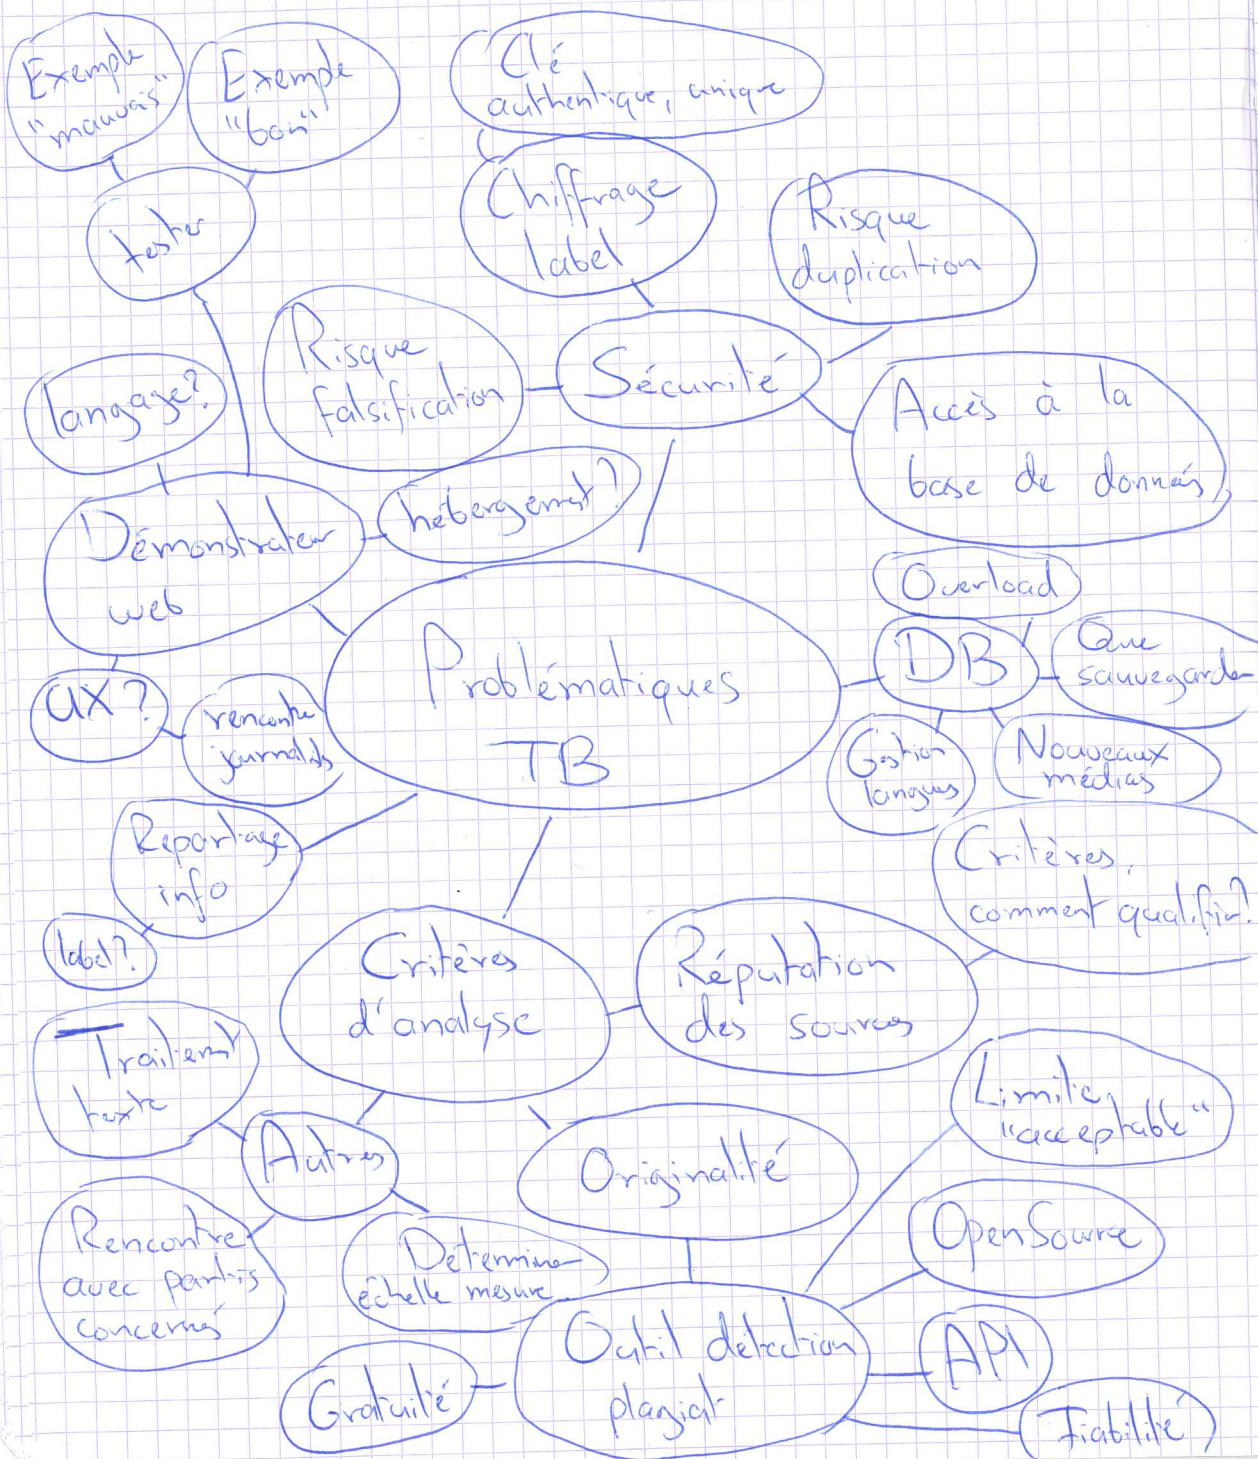 Exemple
"mauvais"
Exemple
"bon"
Clé
authentique, unique
tester
Chiffrage
label
Risque
duplication
langage?
Risque
falsification
Sécurité
Accès à la
base de données
Démonstrateur
web
hébergement?
Overload
Problématiques
TB
DB
Que
sauvegarder
UX?
rencontre
journalistes
Gestion
langues
Nouveaux
médias
Repartage
info
label?
Critères,
comment qualifier?
Critères
d'analyse
Réputation
des sources
Traitement
texte
Autres
Originalité
Limite
"acceptable"
Rencontre
avec partis
concernés
Déterminer
échelle mesure
OpenSource
Outil détection
plagiat
API
Gratuité
Fiabilité